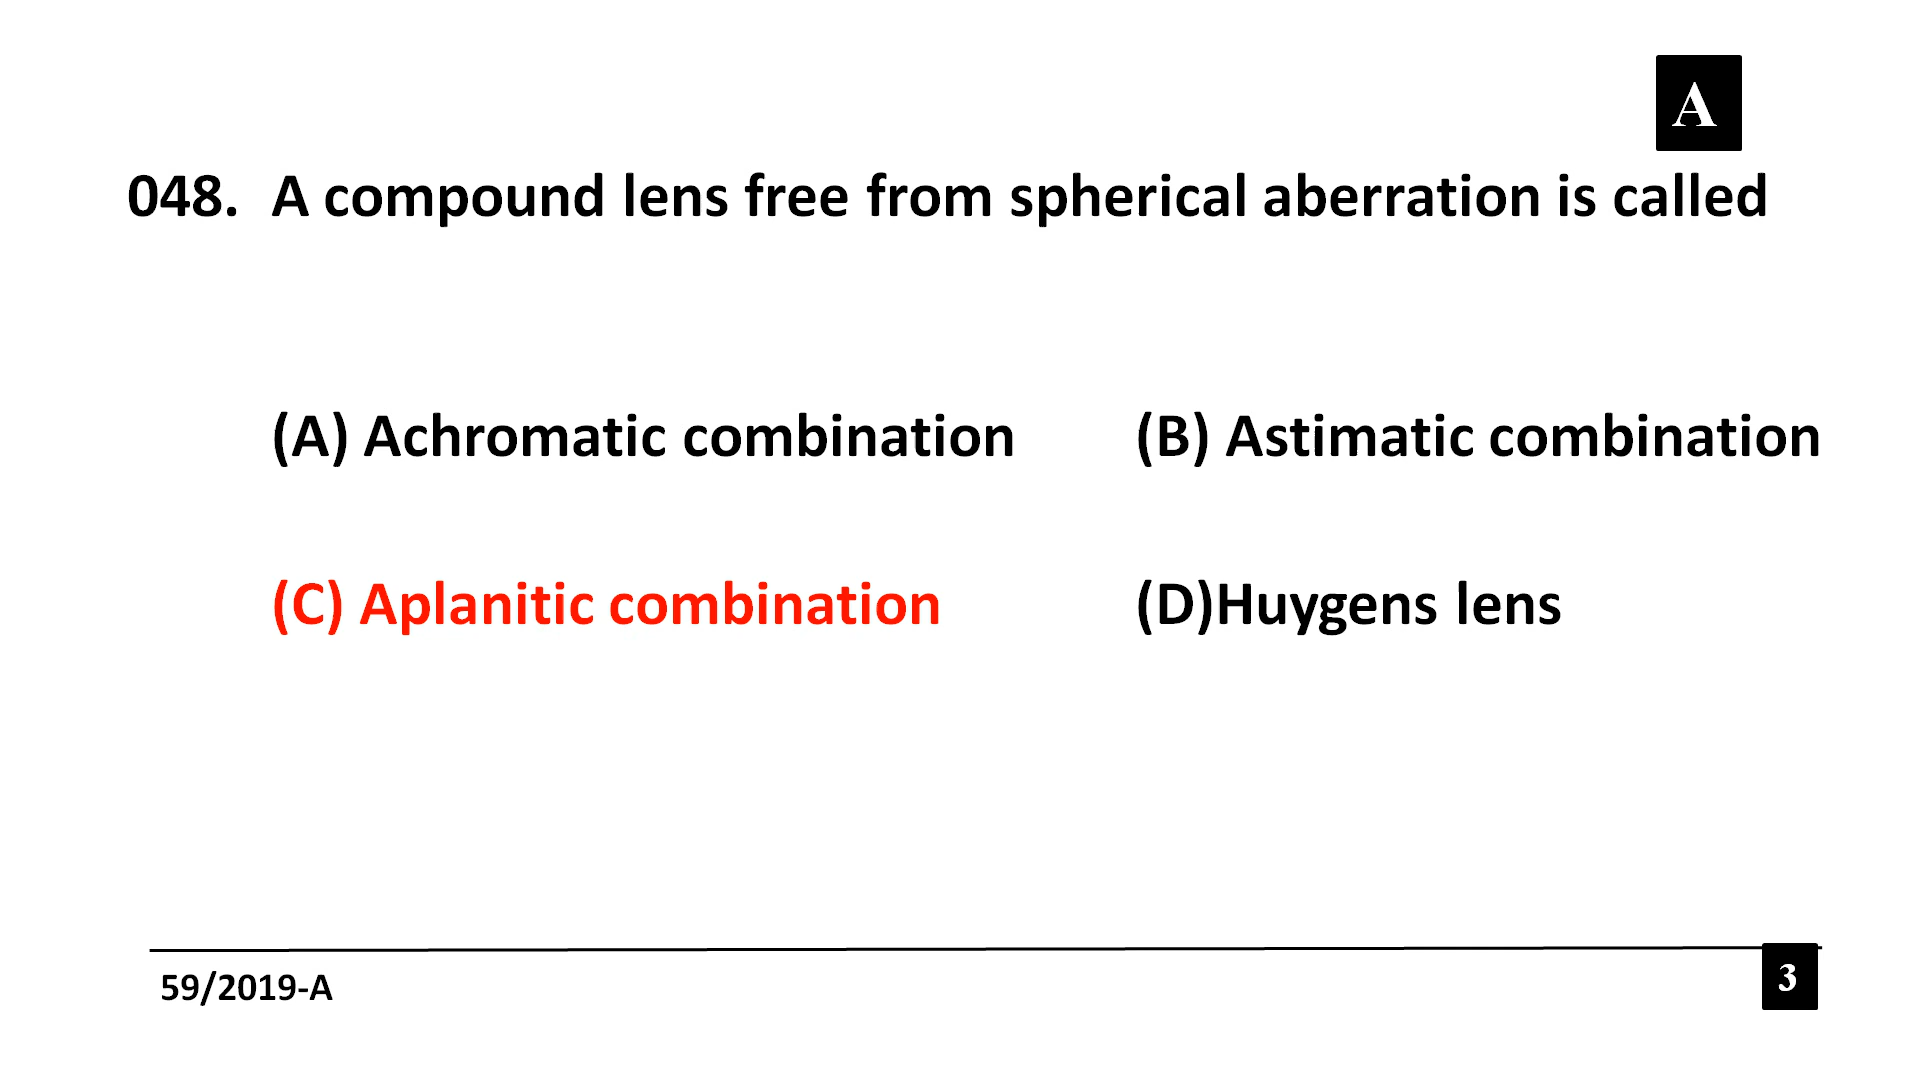 A
048. A compound lens free from spherical aberration is called
(A) Achromatic combination (B) Astimatic combination
(C) Aplanitic combination (D)Huygens lens
59/2019-A 3